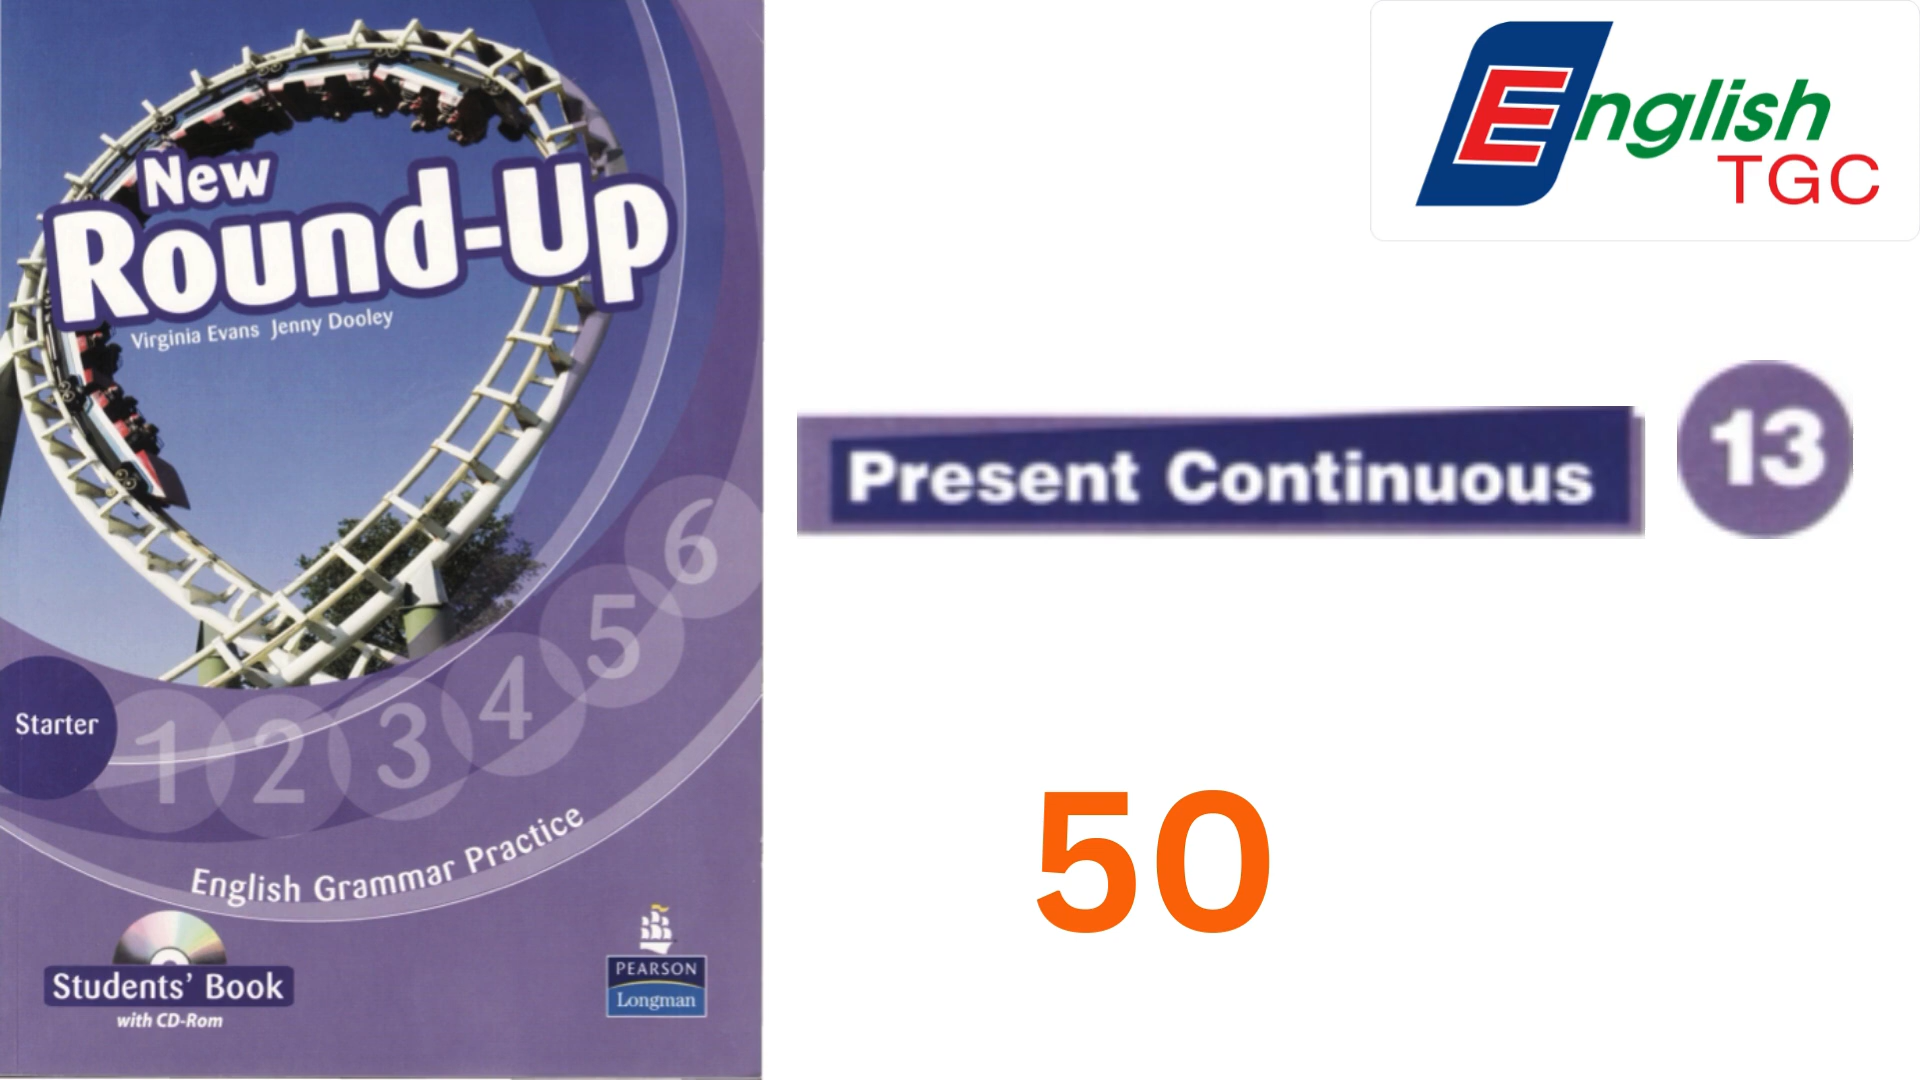 New
Round-Up
Virginia Evans Jenny Dooley
6
5
4
3
2
1
Starter
English Grammar Practice
Students' Book
with CD-Rom
PEARSON
Longman
English
TGC
Present Continuous
13
50